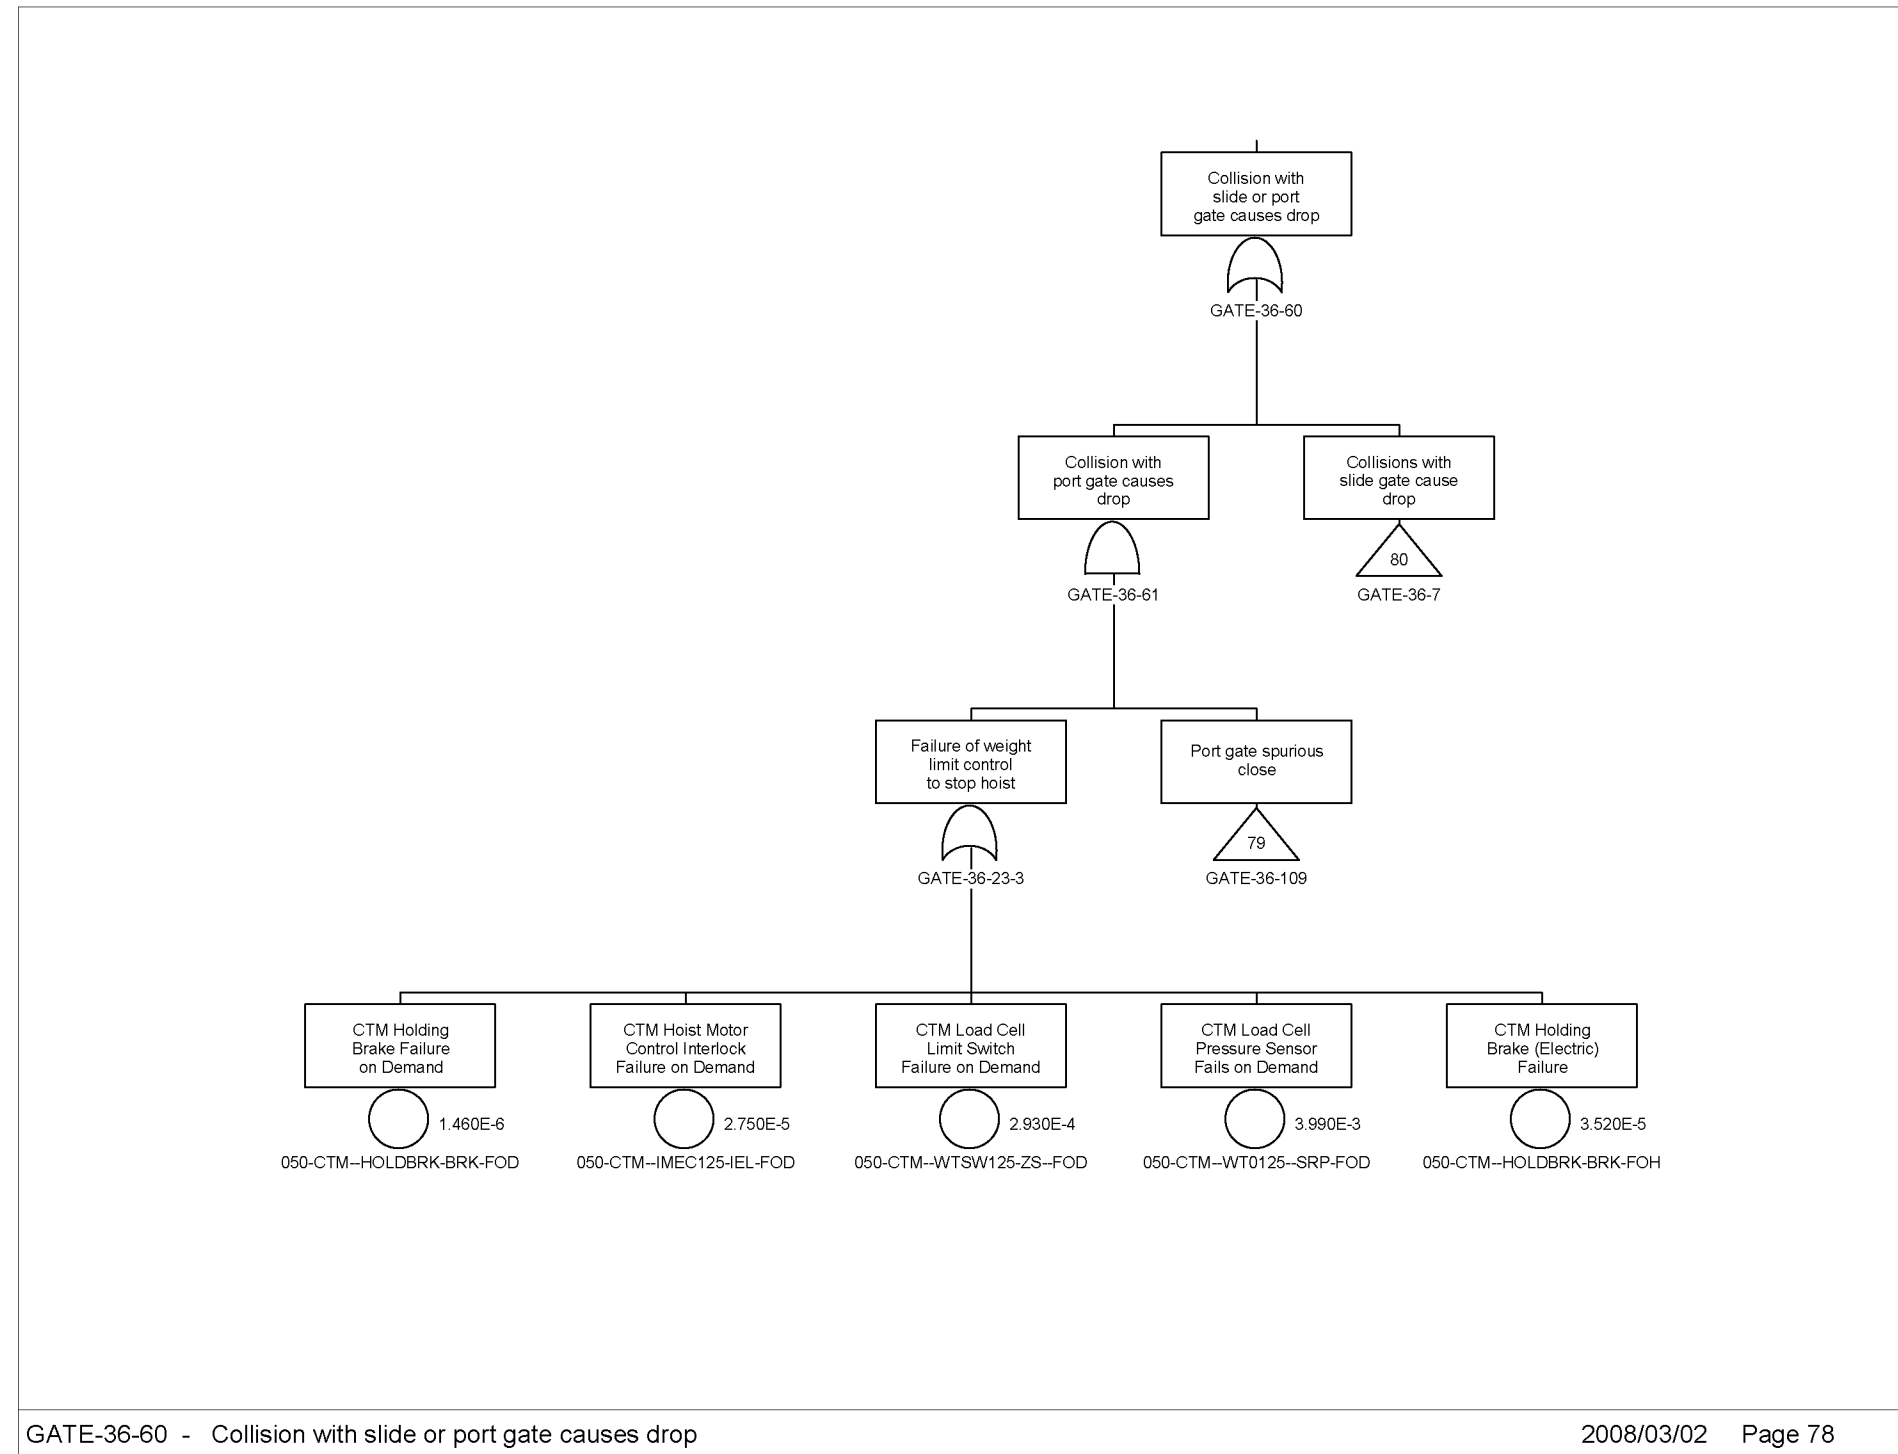 Collision with
slide or port
gate causes drop
GATE-36-60
Collision with
port gate causes
drop
GATE-36-61
Collisions with
slide gate cause
drop
80
GATE-36-7
Failure of weight
limit control
to stop hoist
GATE-36-23-3
Port gate spurious
close
79
GATE-36-109
CTM Holding
Brake Failure
on Demand
1.460E-6
050-CTM--HOLDBRK-BRK-FOD
CTM Hoist Motor
Control Interlock
Failure on Demand
2.750E-5
050-CTM--IMEC125-IEL-FOD
CTM Load Cell
Limit Switch
Failure on Demand
2.930E-4
050-CTM--WTSW125-ZS--FOD
CTM Load Cell
Pressure Sensor
Fails on Demand
3.990E-3
050-CTM--WT0125--SRP-FOD
CTM Holding
Brake (Electric)
Failure
3.520E-5
050-CTM--HOLDBRK-BRK-FOH
GATE-36-60 - Collision with slide or port gate causes drop
2008/03/02 Page 78